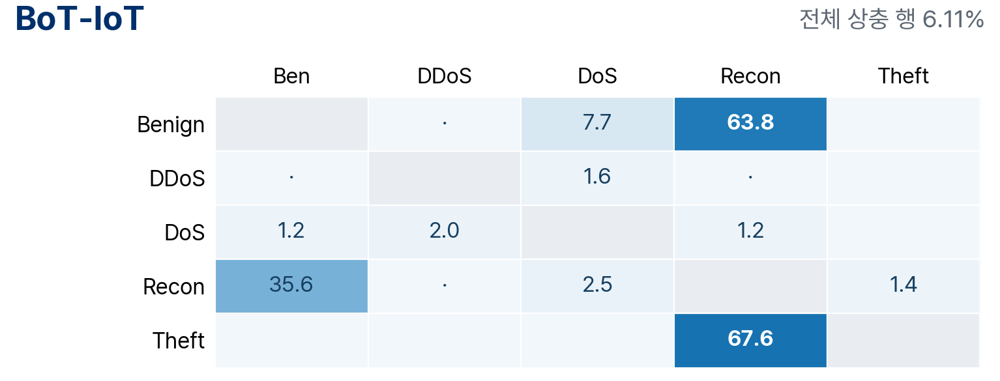 BoT-IoT 전체 상충 행 6.11%
Ben DDoS DoS Recon Theft
Benign · 7.7 63.8
DDoS · 1.6 ·
DoS 1.2 2.0 1.2
Recon 35.6 · 2.5 1.4
Theft 67.6